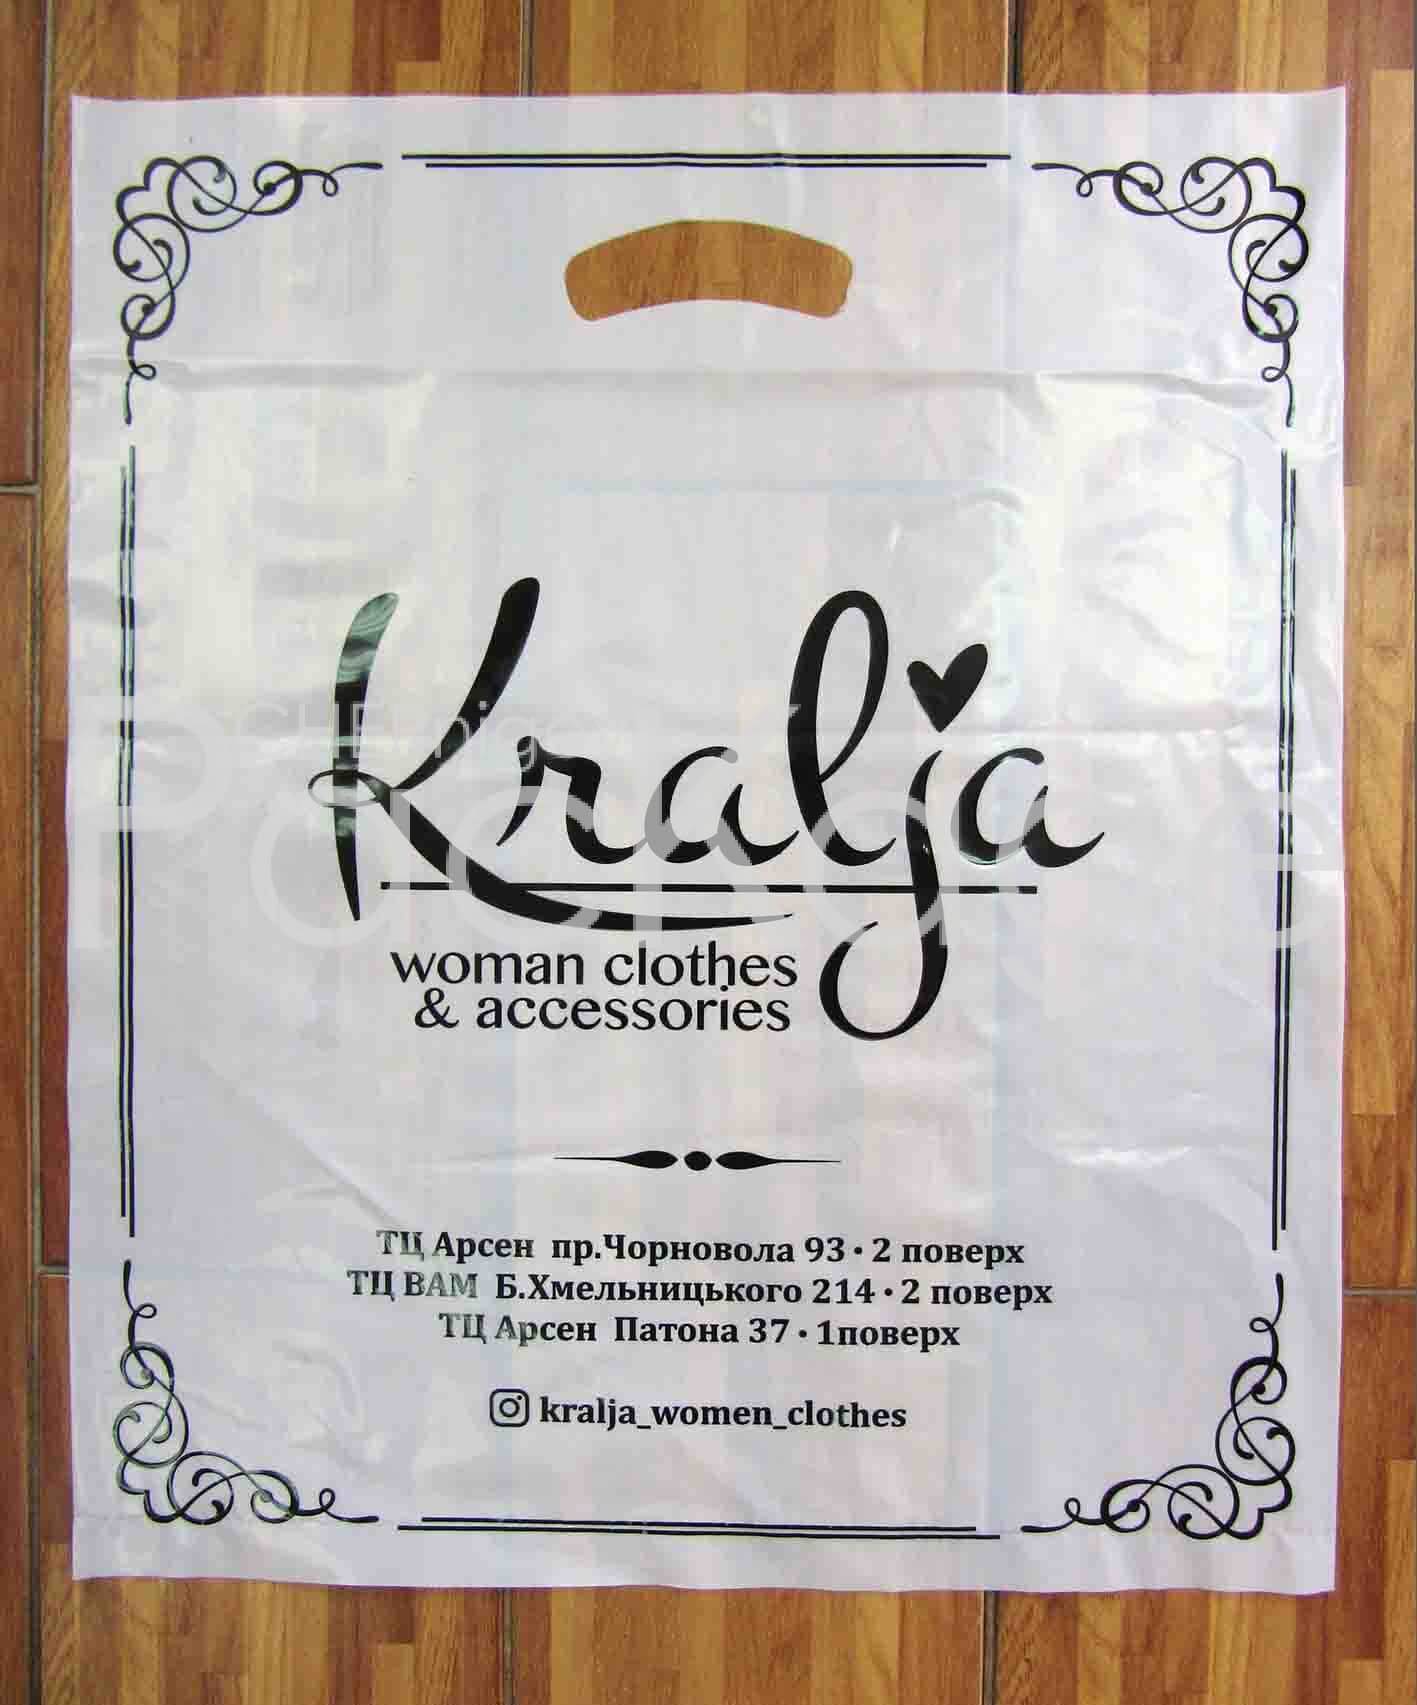 Kralja
woman clothes
& accessories
ТЦ Арсен пр.Чорновола 93 • 2 поверх
ТЦ ВАМ Б.Хмельницького 214 • 2 поверх
ТЦ Арсен Патона 37 • 1поверх
kralja_women_clothes
Package